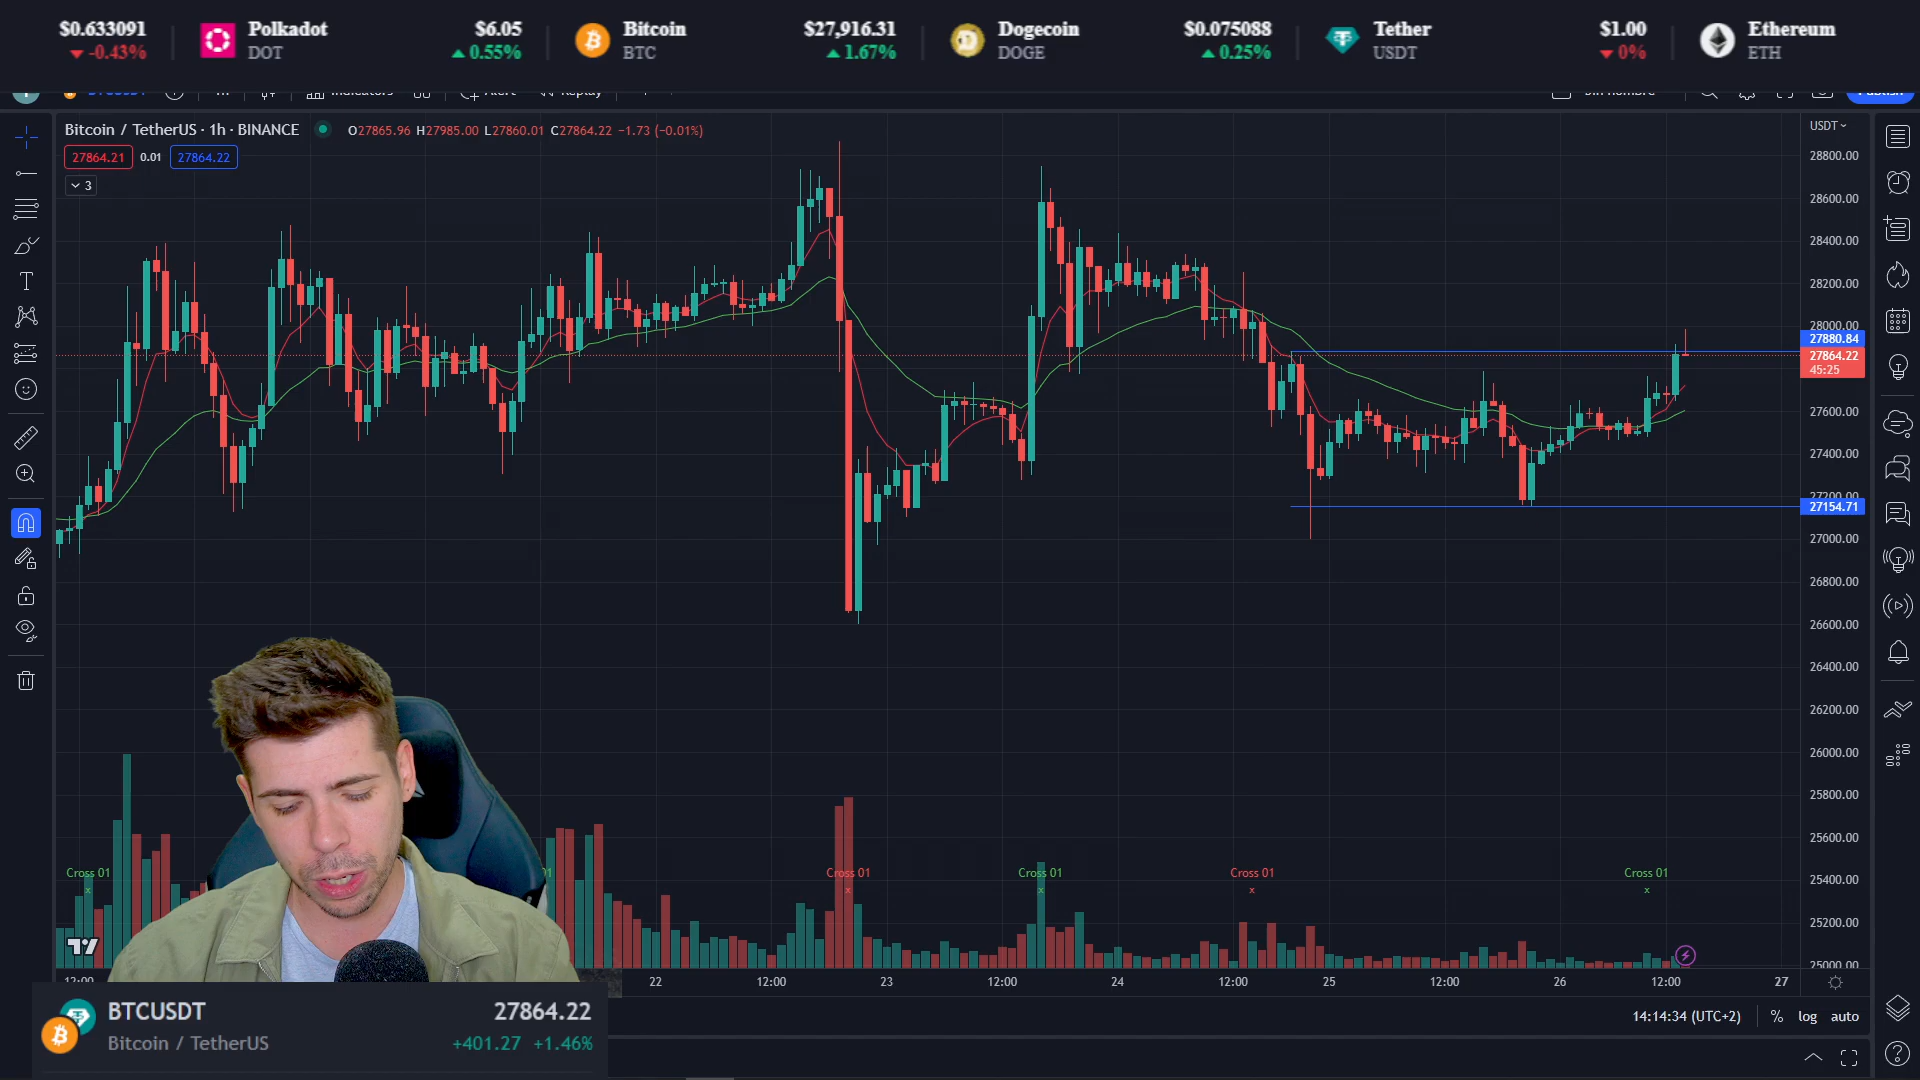 $0.633091
-0.43%
Polkadot
DOT
$6.05
0.55%
Bitcoin
BTC
$27,916.31
1.67%
Dogecoin
DOGE
$0.075088
0.25%
Tether
USDT
$1.00
0%
Ethereum
ETH
Bitcoin / TetherUS · 1h · BINANCE
O27865.96 H27985.00 L27860.01 C27864.22 −1.73 (−0.01%)
USDT
27864.21 0.01 27864.22
3
28800.00
28600.00
28400.00
28200.00
28000.00
27880.84
27864.22
45:25
27600.00
27400.00
27200.00
27154.71
27000.00
26800.00
26600.00
26400.00
26200.00
26000.00
25800.00
25600.00
25400.00
25200.00
25000.00
Cross 01
Cross 01
Cross 01
Cross 01
Cross 01
x
x
x
x
x
12:00 22 12:00 23 12:00 24 12:00 25 12:00 26 12:00 27
14:14:34 (UTC+2) % log auto
BTCUSDT
27864.22
Bitcoin / TetherUS
+401.27 +1.46%